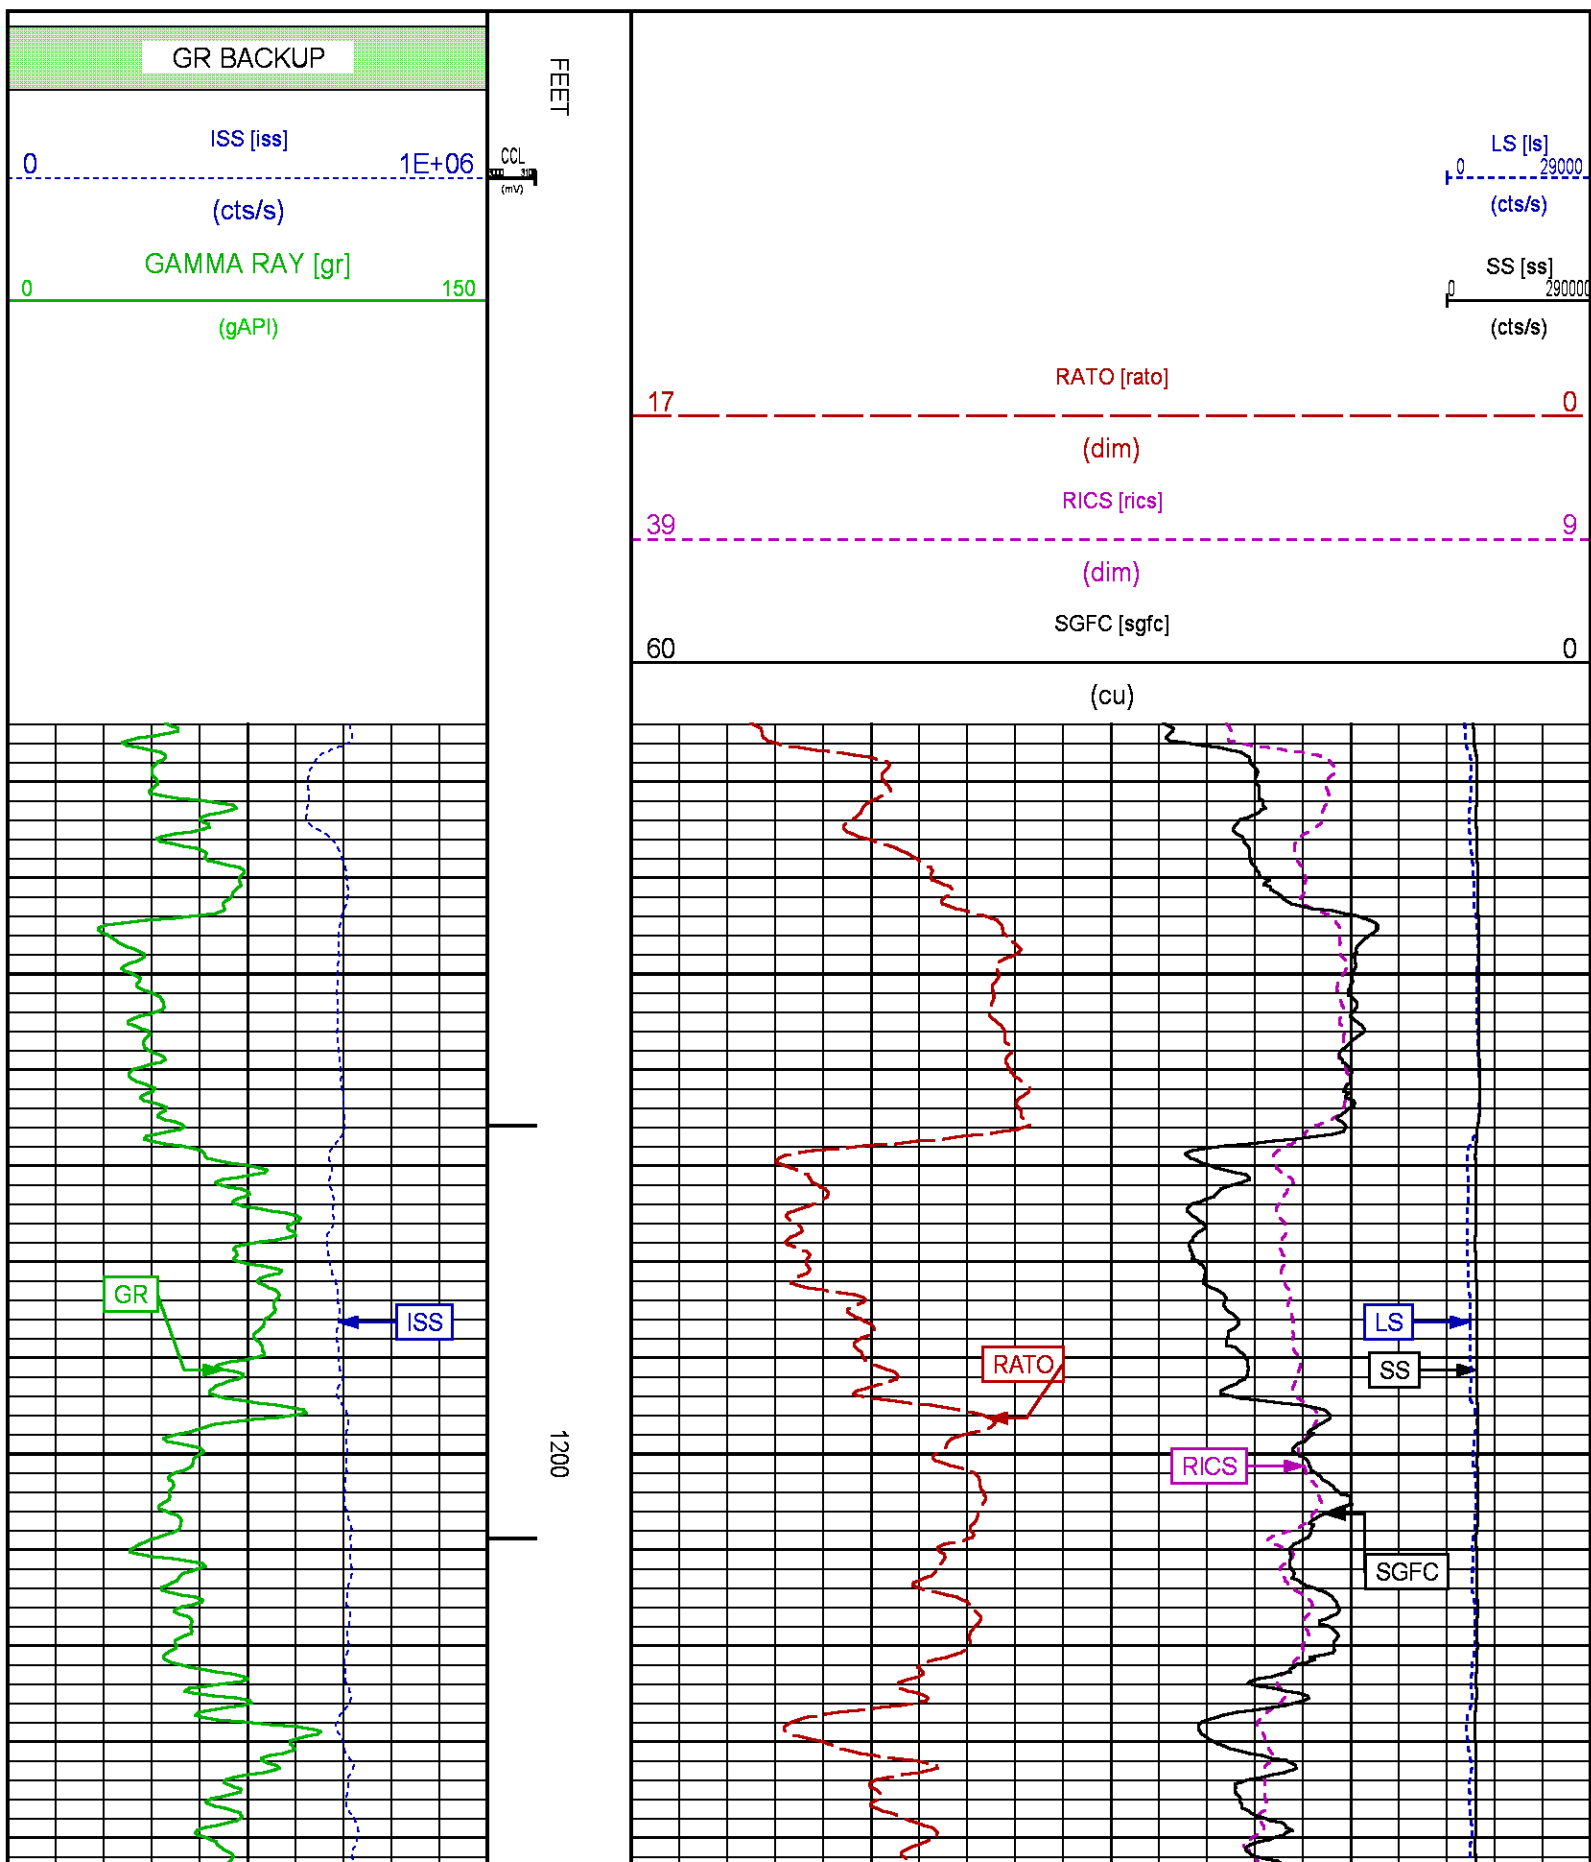 GR BACKUP
ISS [iss]
0 1E+06
(cts/s)
GAMMA RAY [gr]
0 150
(gAPI)
FEET
CCL
(mV)
LS [ls]
0 29000
(cts/s)
SS [ss]
0 290000
(cts/s)
RATO [rato]
17 0
(dim)
RICS [rics]
39 9
(dim)
SGFC [sgfc]
60 0
(cu)
GR
ISS
LS
RATO
SS
1200
RICS
SGFC